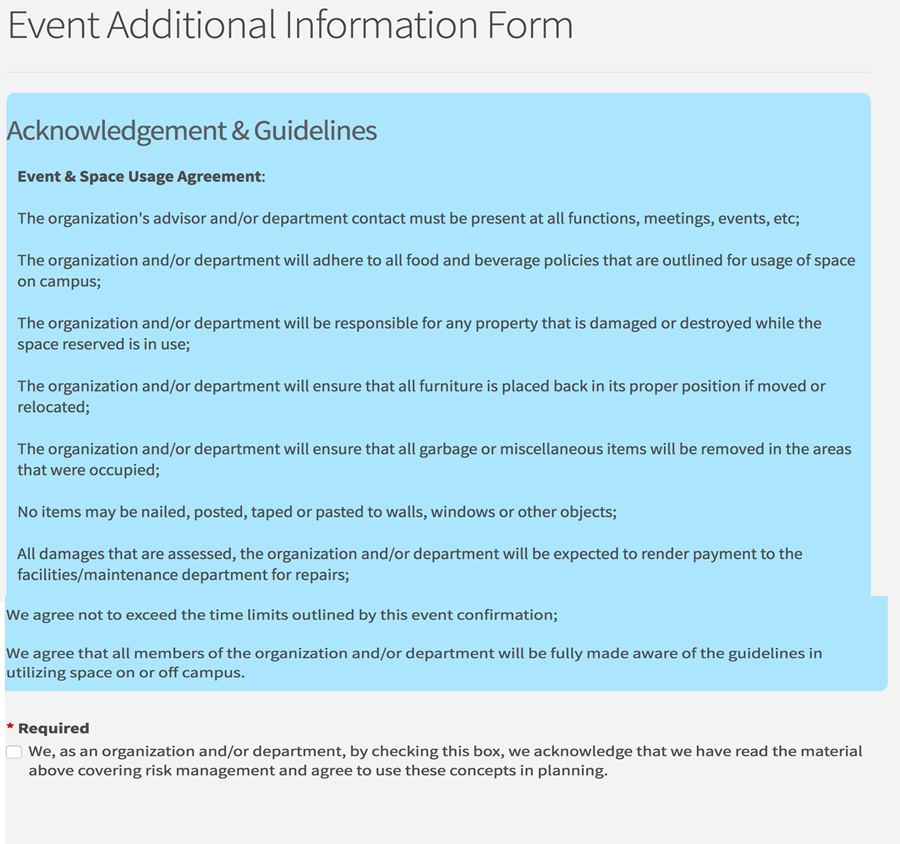 Event Additional Information Form
Acknowledgement & Guidelines
Event & Space Usage Agreement:
The organization's advisor and/or department contact must be present at all functions, meetings, events, etc;
The organization and/or department will adhere to all food and beverage policies that are outlined for usage of space
on campus;
The organization and/or department will be responsible for any property that is damaged or destroyed while the
space reserved is in use;
The organization and/or department will ensure that all furniture is placed back in its proper position if moved or
relocated;
The organization and/or department will ensure that all garbage or miscellaneous items will be removed in the areas
that were occupied;
No items may be nailed, posted, taped or pasted to walls, windows or other objects;
All damages that are assessed, the organization and/or department will be expected to render payment to the
facilities/maintenance department for repairs;
We agree not to exceed the time limits outlined by this event confirmation;
We agree that all members of the organization and/or department will be fully made aware of the guidelines in
utilizing space on or off campus.
* Required
We, as an organization and/or department, by checking this box, we acknowledge that we have read the material
above covering risk management and agree to use these concepts in planning.